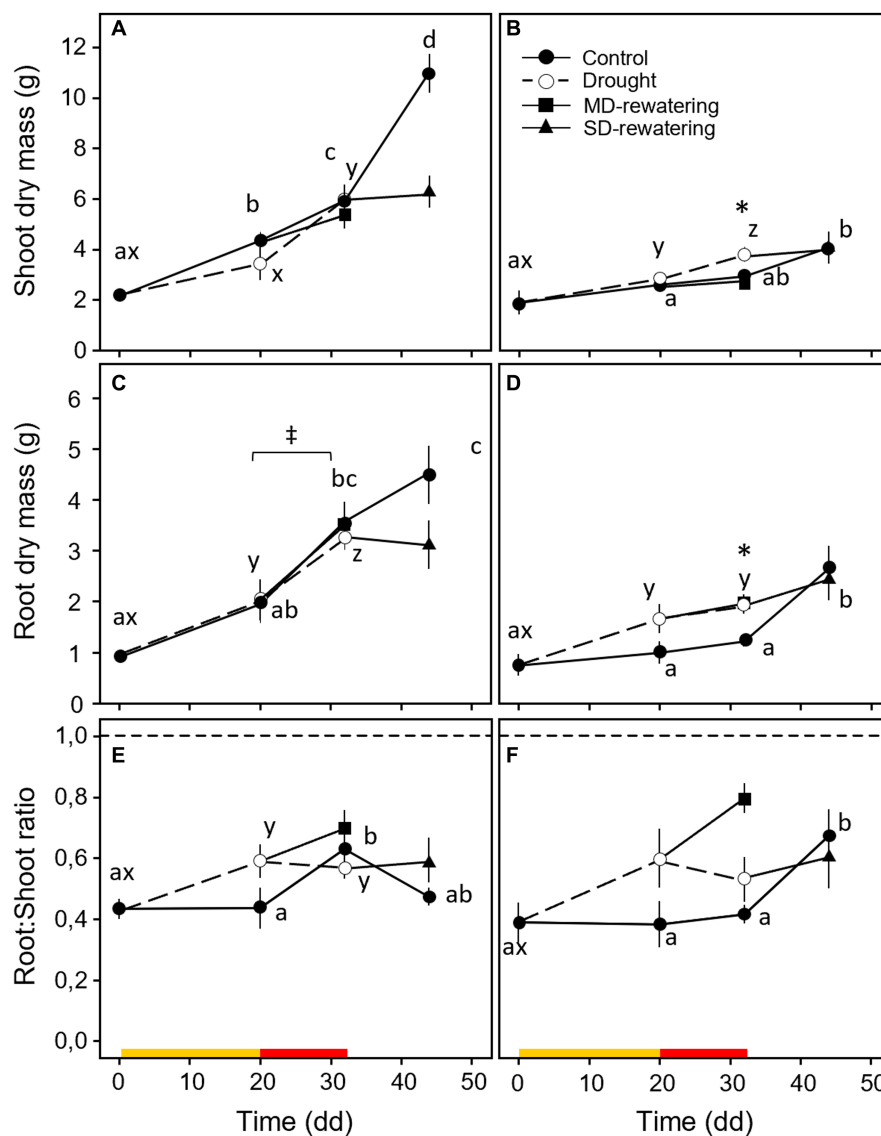 A
B
Shoot dry mass (g)
12
10
8
6
4
2
0
ax
b
x
c
y
d
Control
Drought
MD-rewatering
SD-rewatering
ax
y
a
*
z
ab
b
C
D
Root dry mass (g)
6
5
4
3
2
1
0
ax
y
ab
‡
bc
z
c
ax
y
a
*
y
a
b
E
F
Root:Shoot ratio
1,0
0,8
0,6
0,4
0,2
0,0
ax
y
a
b
y
ab
ax
a
a
b
0 10 20 30 40 50
0 10 20 30 40 50
Time (dd)
Time (dd)